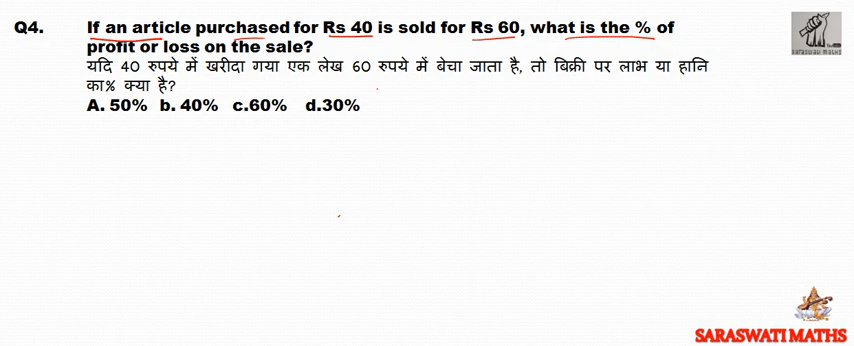 Q4. If an article purchased for Rs 40 is sold for Rs 60, what is the % of
profit or loss on the sale?
यदि 40 रुपये में खरीदा गया एक लेख 60 रुपये में बेचा जाता है, तो बिक्री पर लाभ या हानि
का% क्या है?
A. 50% b. 40% c.60% d.30%
SARASWATI MATHS